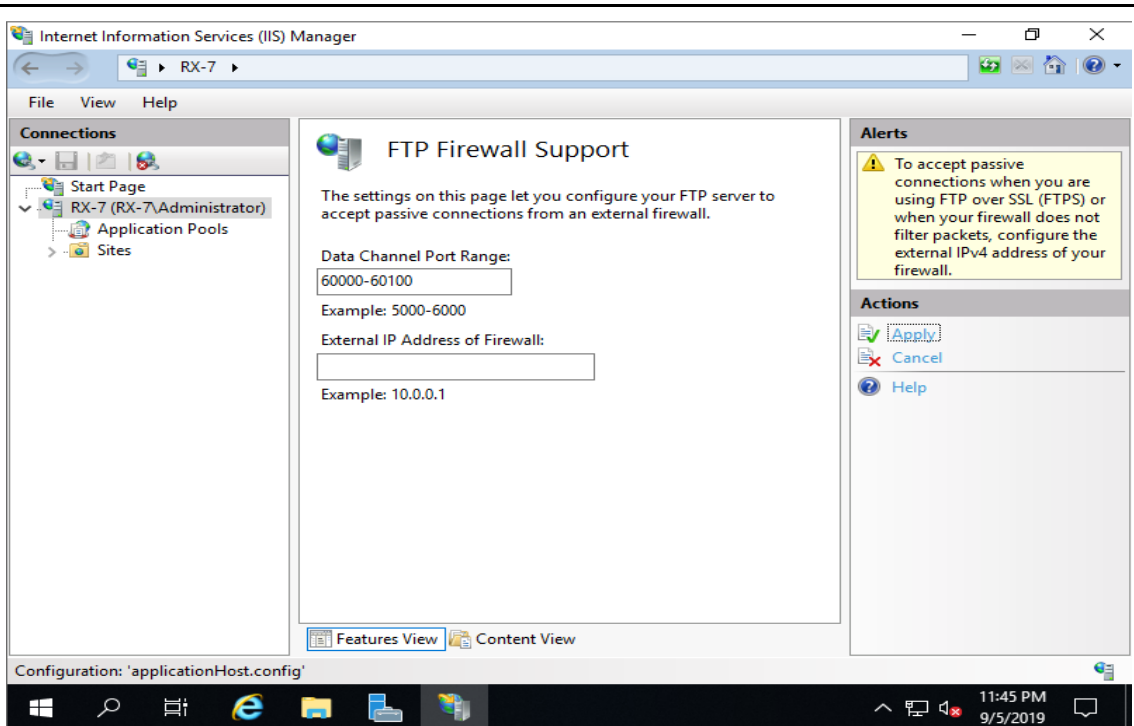 Internet Information Services (IIS) Manager
RX-7
File View Help
Connections
Start Page
RX-7 (RX-7\Administrator)
Application Pools
Sites
FTP Firewall Support
The settings on this page let you configure your FTP server to
accept passive connections from an external firewall.
Data Channel Port Range:
60000-60100
Example: 5000-6000
External IP Address of Firewall:
Example: 10.0.0.1
Features View Content View
Alerts
To accept passive
connections when you are
using FTP over SSL (FTPS) or
when your firewall does not
filter packets, configure the
external IPv4 address of your
firewall.
Actions
Apply
Cancel
Help
Configuration: 'applicationHost.config'
11:45 PM
9/5/2019